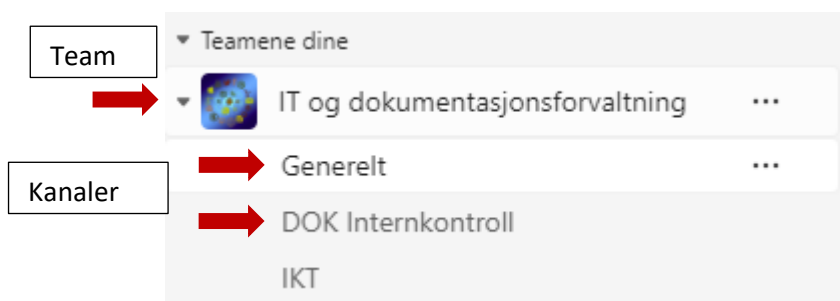 Team
Teamene dine
IT og dokumentasjonsforvaltning ...
Generelt ...
Kanaler
DOK Internkontroll
IKT